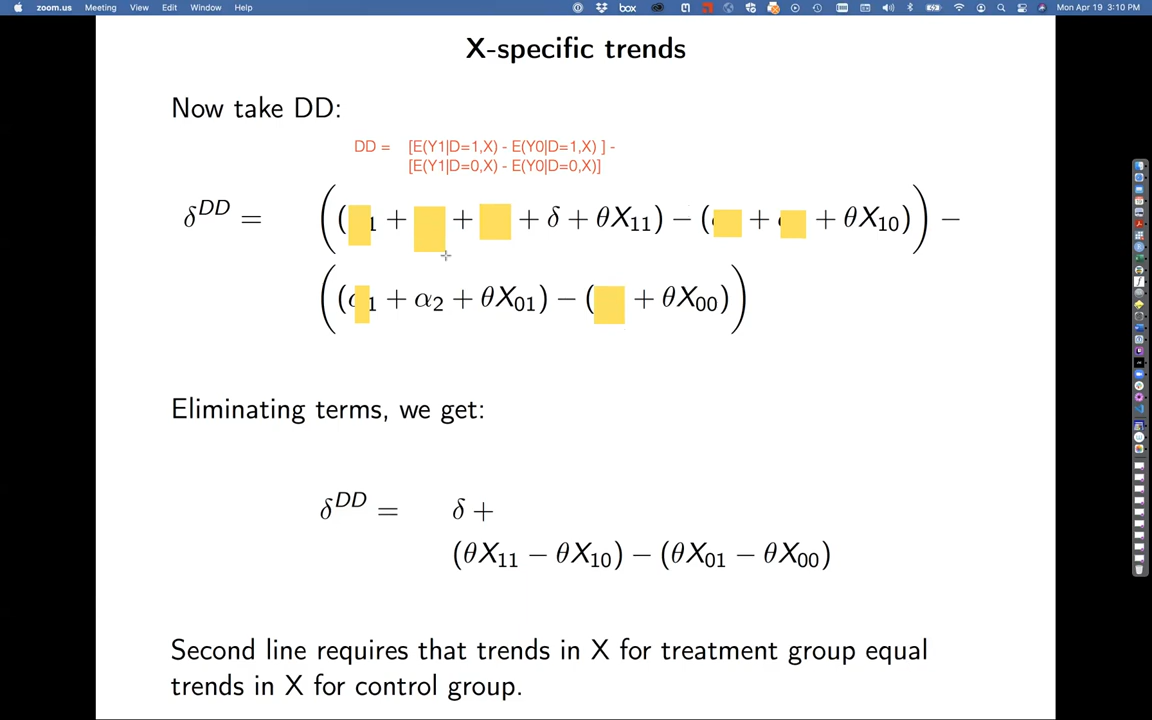 zoom.us Meeting View Edit Window Help box Mon Apr 19 3:10 PM
X-specific trends
Now take DD:
DD = [E(Y1|D=1,X) - E(Y0|D=1,X) ] -
[E(Y1|D=0,X) - E(Y0|D=0,X)]
δ^DD = (( 1 + + + δ + θX₁₁) − ( + + θX₁₀)) −
((α₁ + α₂ + θX₀₁) − ( + θX₀₀))
Eliminating terms, we get:
δ^DD = δ +
(θX₁₁ − θX₁₀) − (θX₀₁ − θX₀₀)
Second line requires that trends in X for treatment group equal
trends in X for control group.